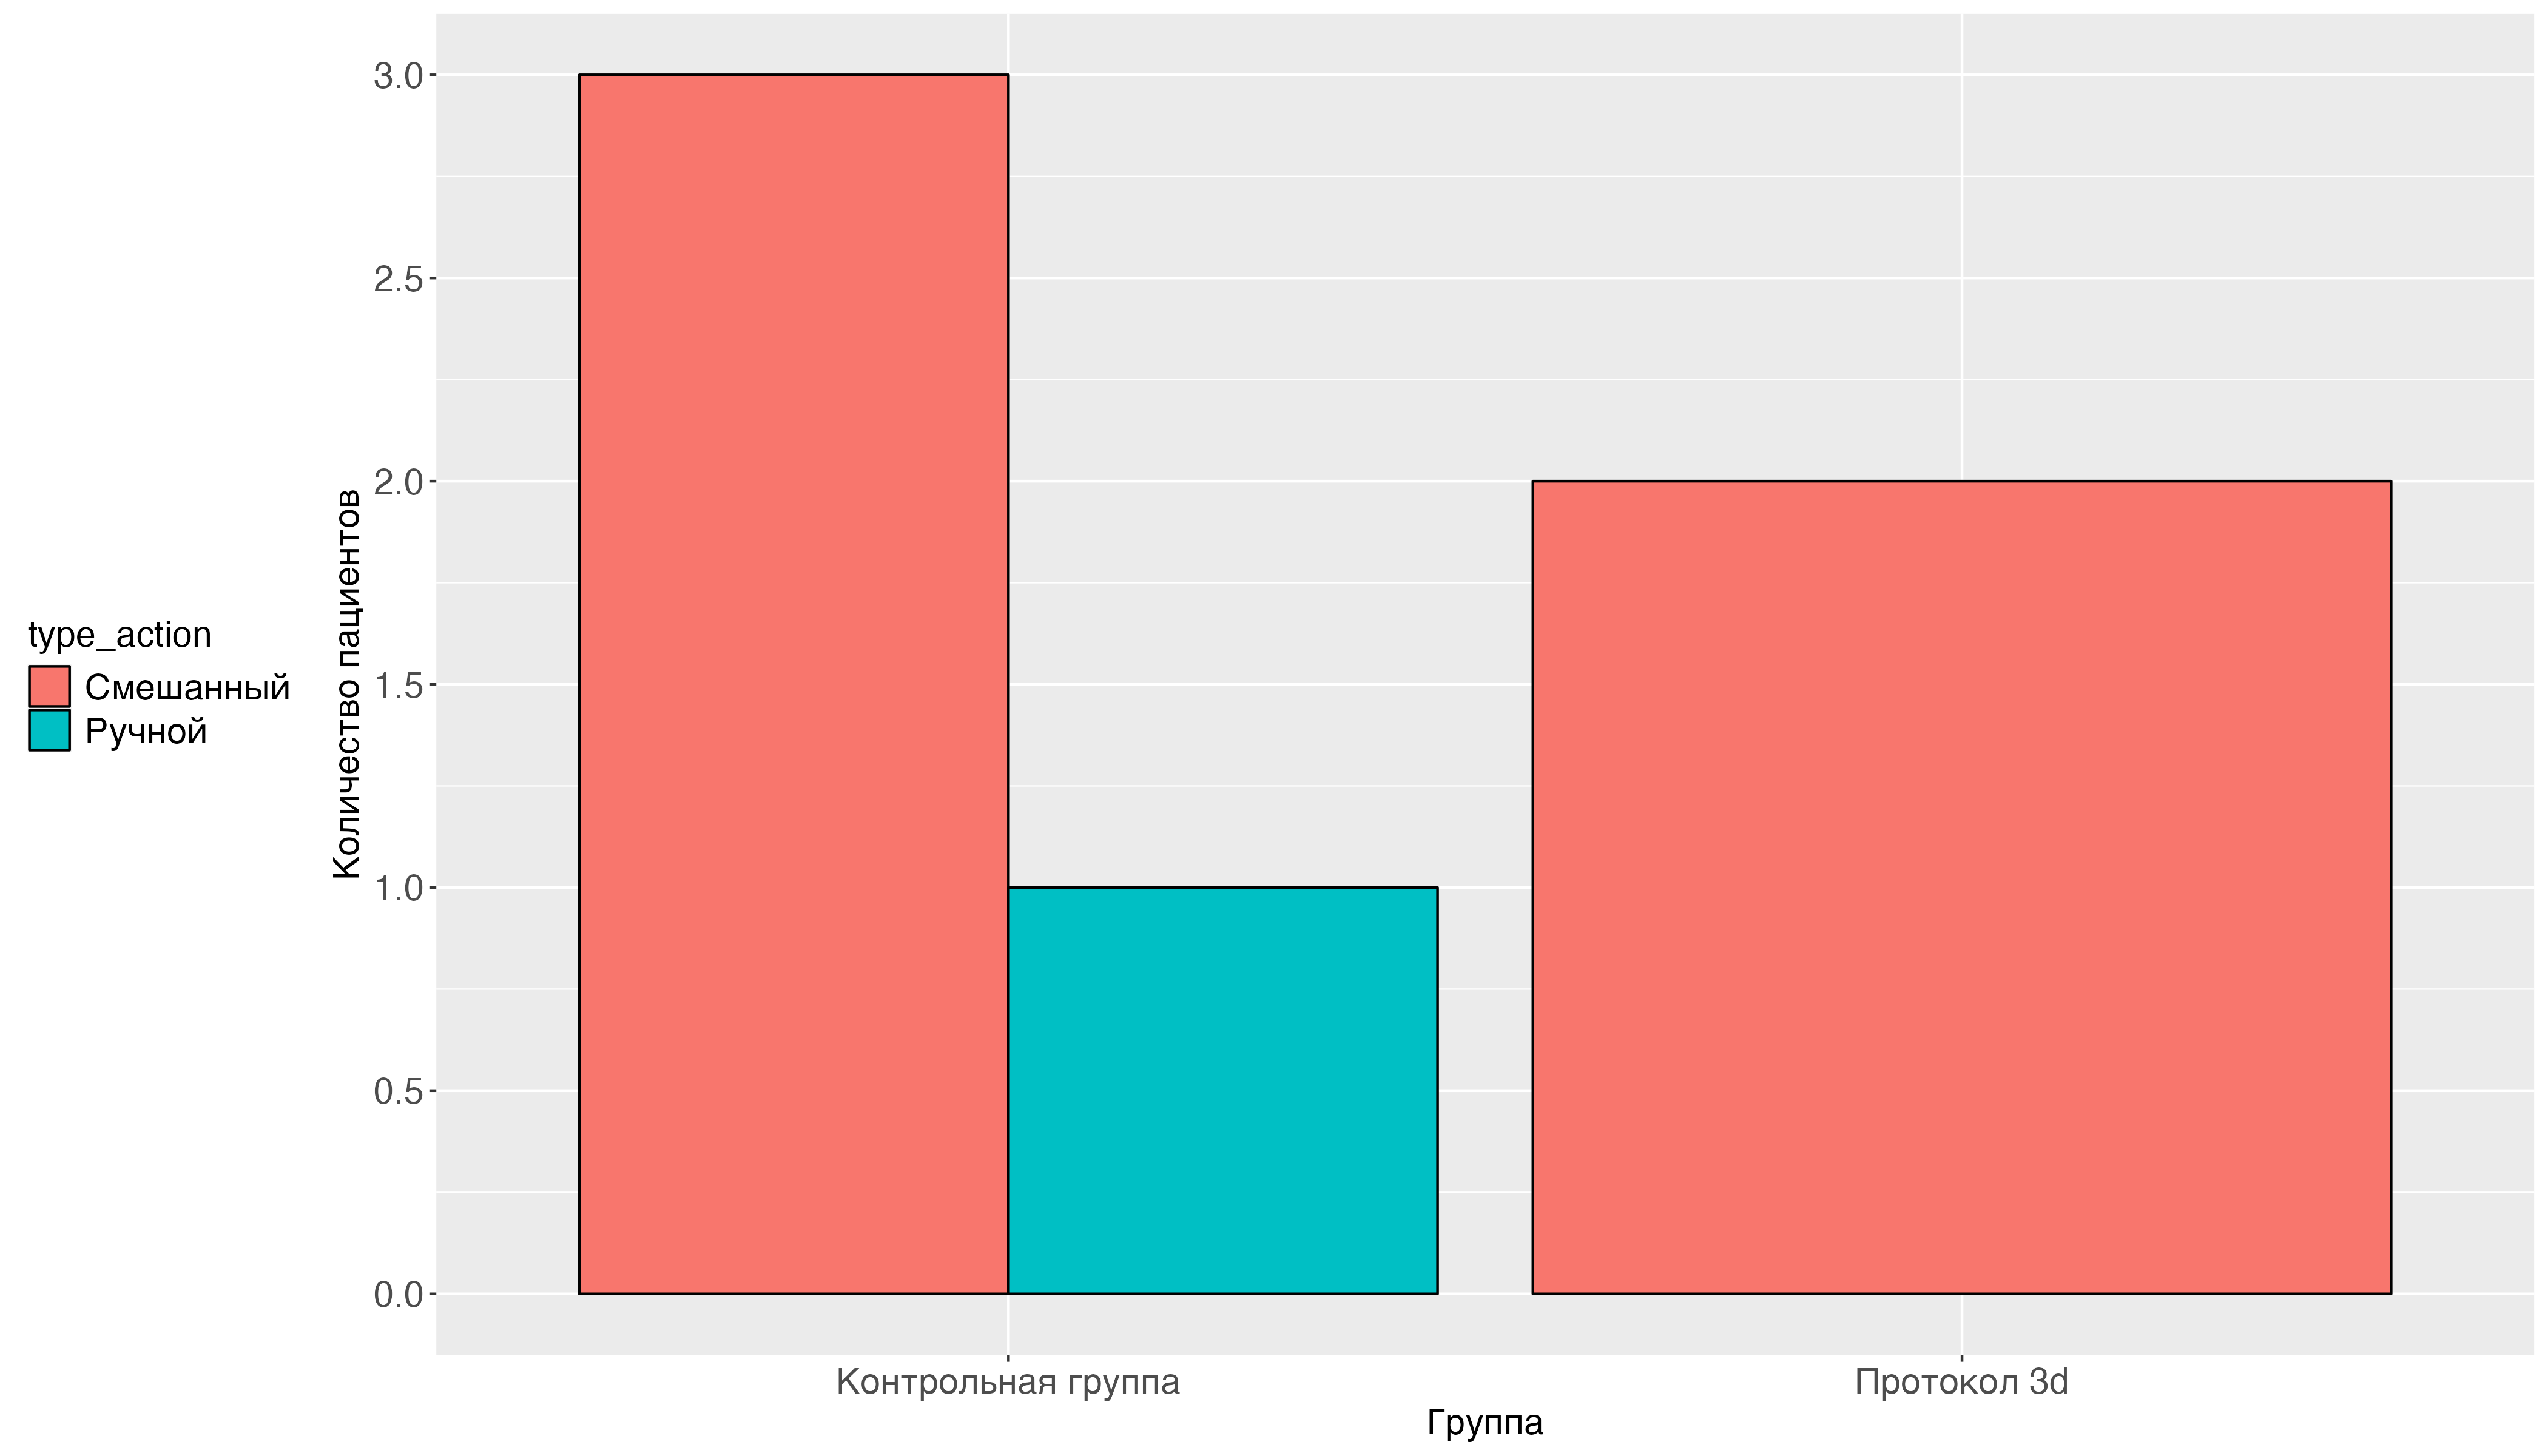 type_action
Смешанный
Ручной
Количество пациентов
3.0
2.5
2.0
1.5
1.0
0.5
0.0
Контрольная группа
Протокол 3d
Группа